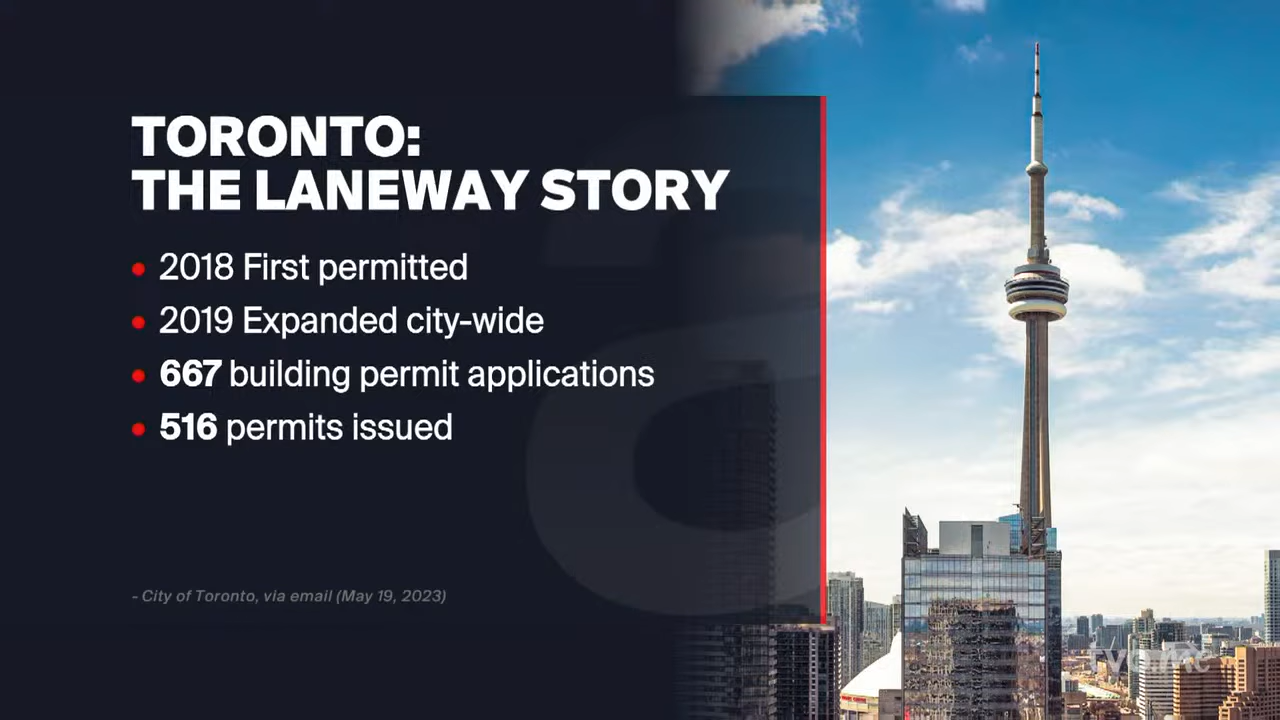 TORONTO:
THE LANEWAY STORY
• 2018 First permitted
• 2019 Expanded city-wide
• 667 building permit applications
• 516 permits issued
- City of Toronto, via email (May 19, 2023)